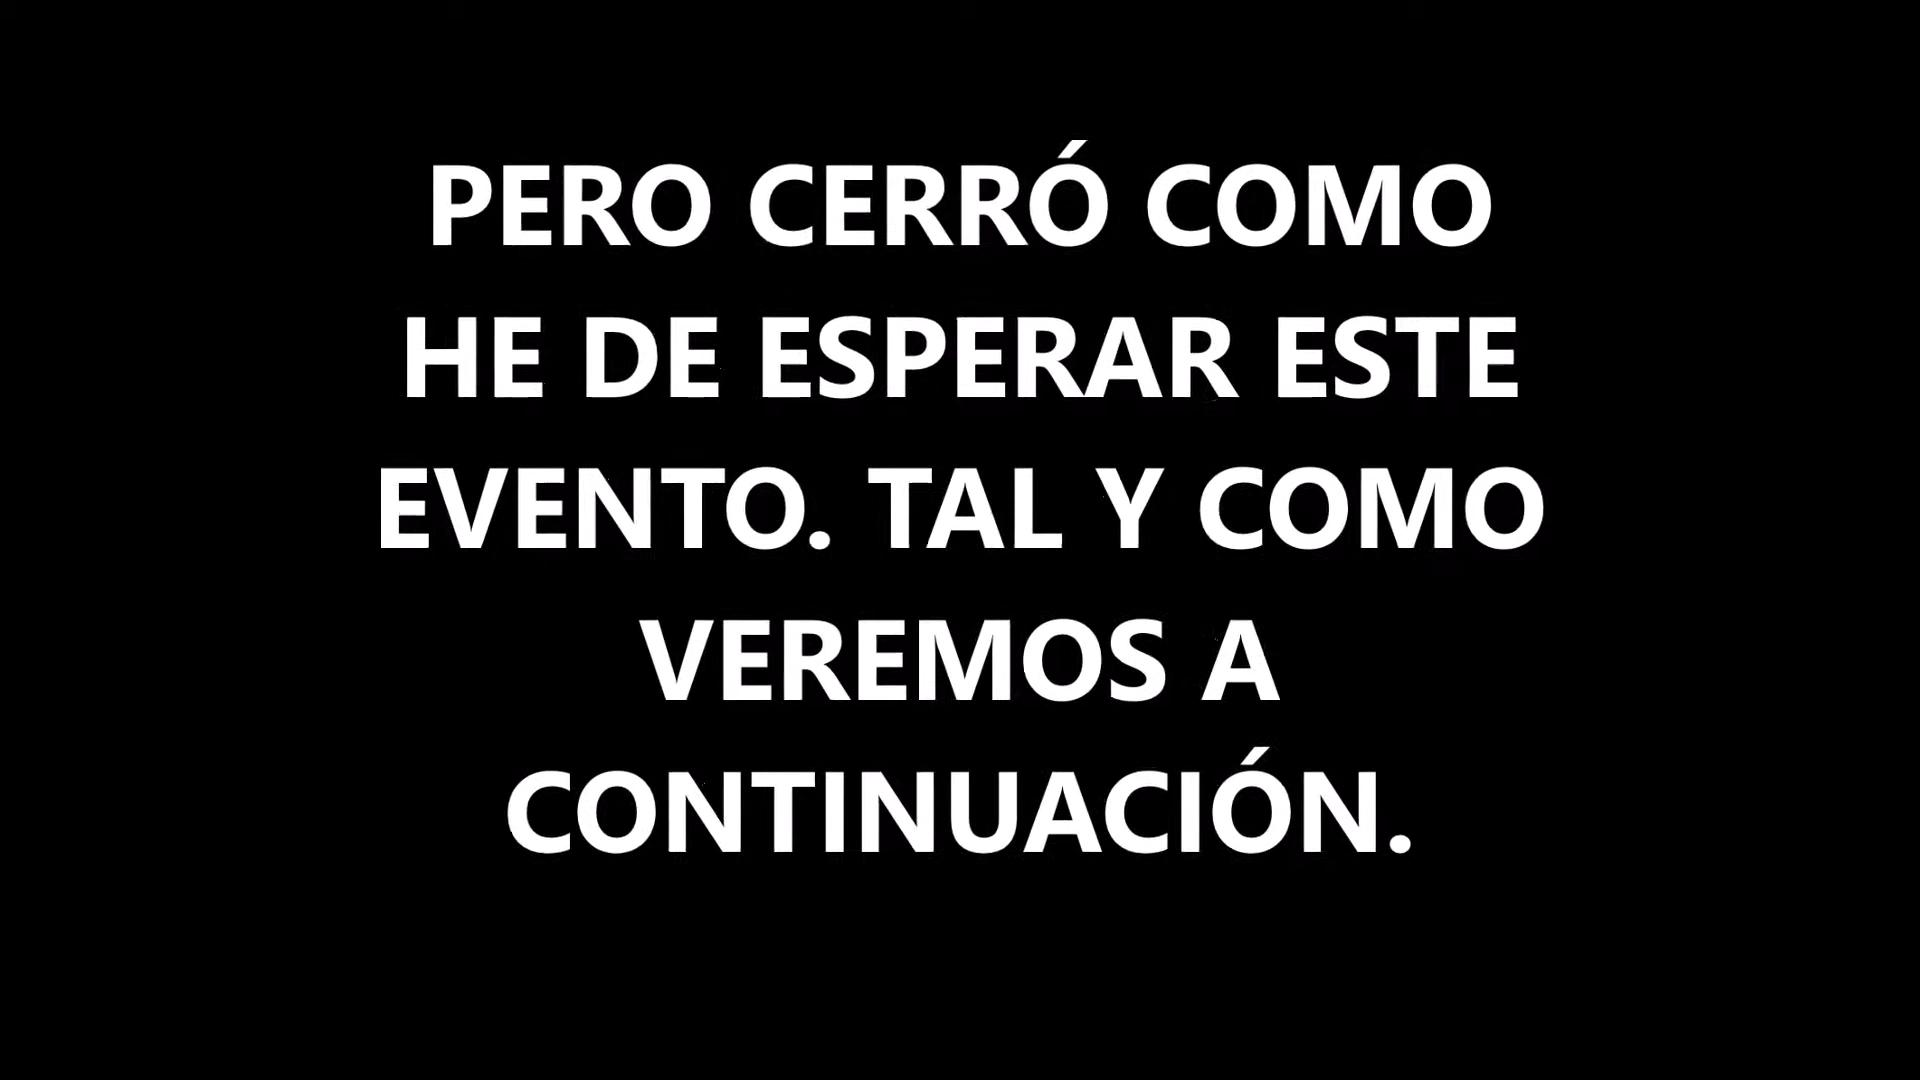 PERO CERRÓ COMO
HE DE ESPERAR ESTE
EVENTO. TAL Y COMO
VEREMOS A
CONTINUACIÓN.